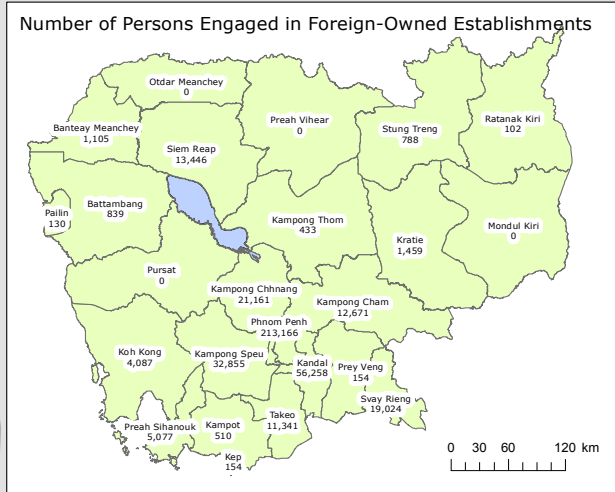 Number of Persons Engaged in Foreign-Owned Establishments
Otdar Meanchey
0
Banteay Meanchey
1,105
Siem Reap
13,446
Preah Vihear
0
Stung Treng
788
Ratanak Kiri
102
Pailin
130
Battambang
839
Kampong Thom
433
Kratie
1,459
Mondul Kiri
0
Pursat
0
Kampong Chhnang
21,161
Kampong Cham
12,671
Phnom Penh
213,166
Koh Kong
4,087
Kampong Speu
32,855
Kandal
56,258
Prey Veng
154
Svay Rieng
19,024
Preah Sihanouk
5,077
Kampot
510
Takeo
11,341
Kep
154
0 30 60 120 km